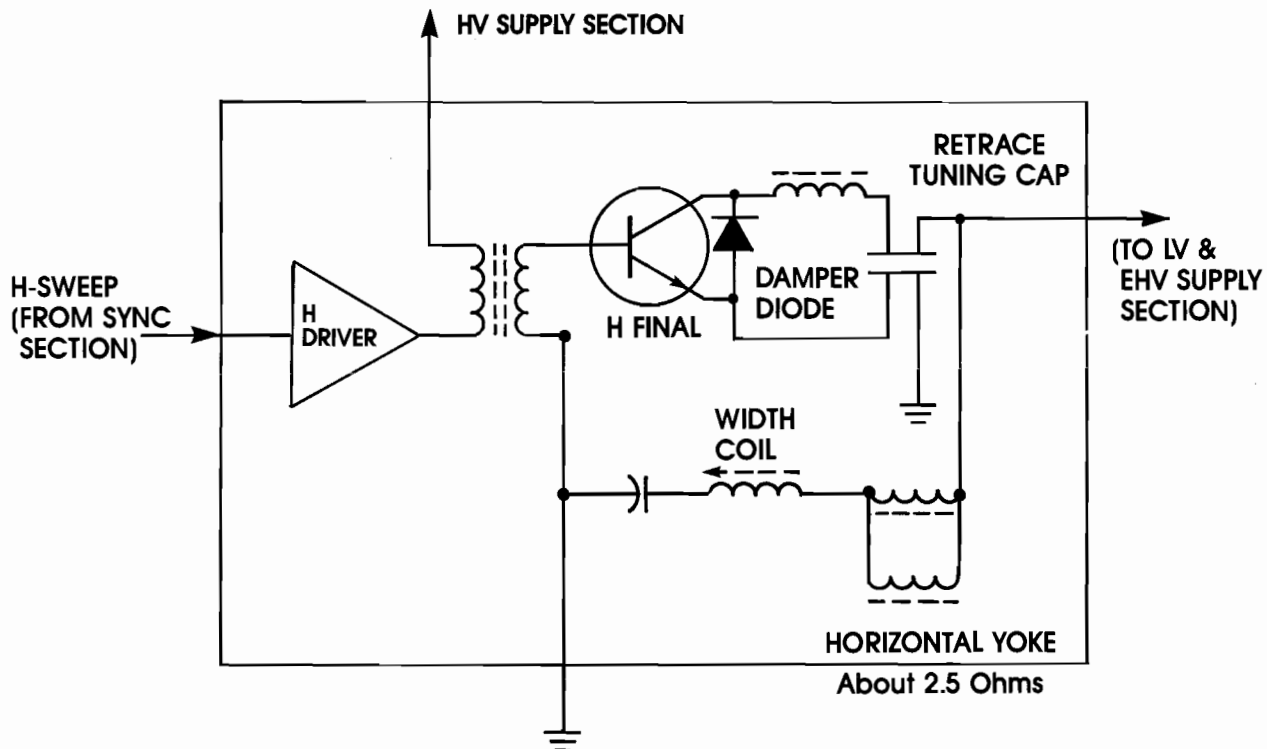 HV SUPPLY SECTION
RETRACE
TUNING CAP
H-SWEEP
(FROM SYNC
SECTION)
H
DRIVER
H FINAL
DAMPER
DIODE
(TO LV &
EHV SUPPLY
SECTION)
WIDTH
COIL
HORIZONTAL YOKE
About 2.5 Ohms